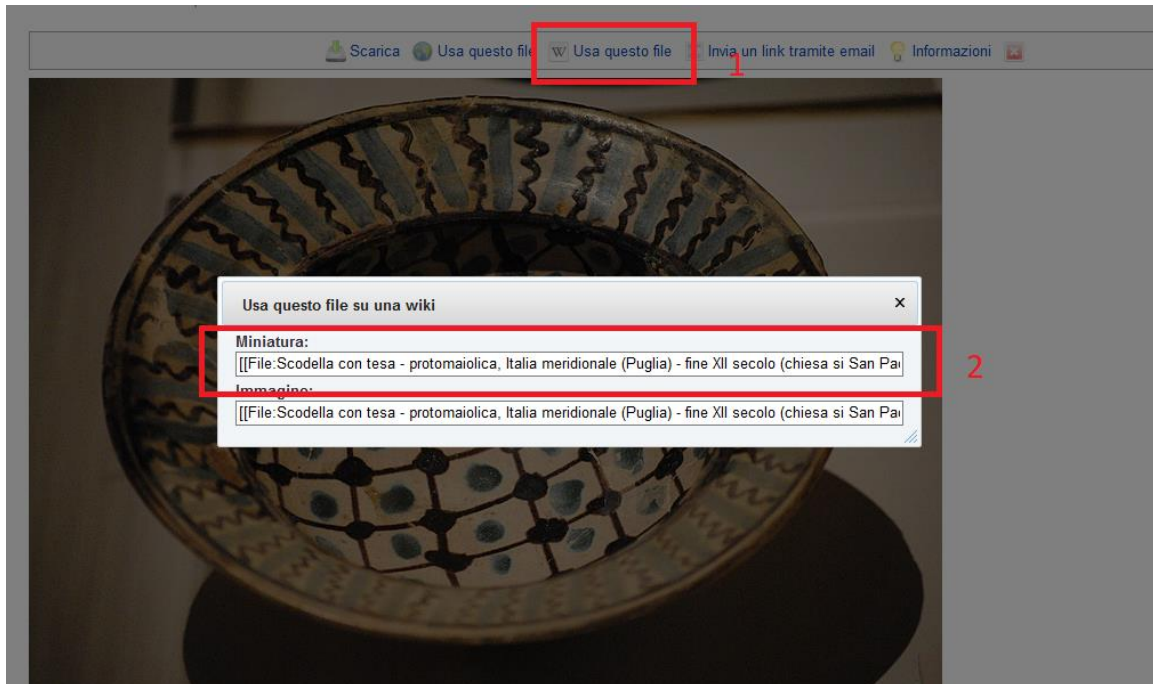 Scarica Usa questo file Usa questo file Invia un link tramite email Informazioni
1
Usa questo file su una wiki ×
Miniatura:
[[File:Scodella con tesa - protomaiolica, Italia meridionale (Puglia) - fine XII secolo (chiesa si San Pa
2
Immagine:
[[File:Scodella con tesa - protomaiolica, Italia meridionale (Puglia) - fine XII secolo (chiesa si San Pa